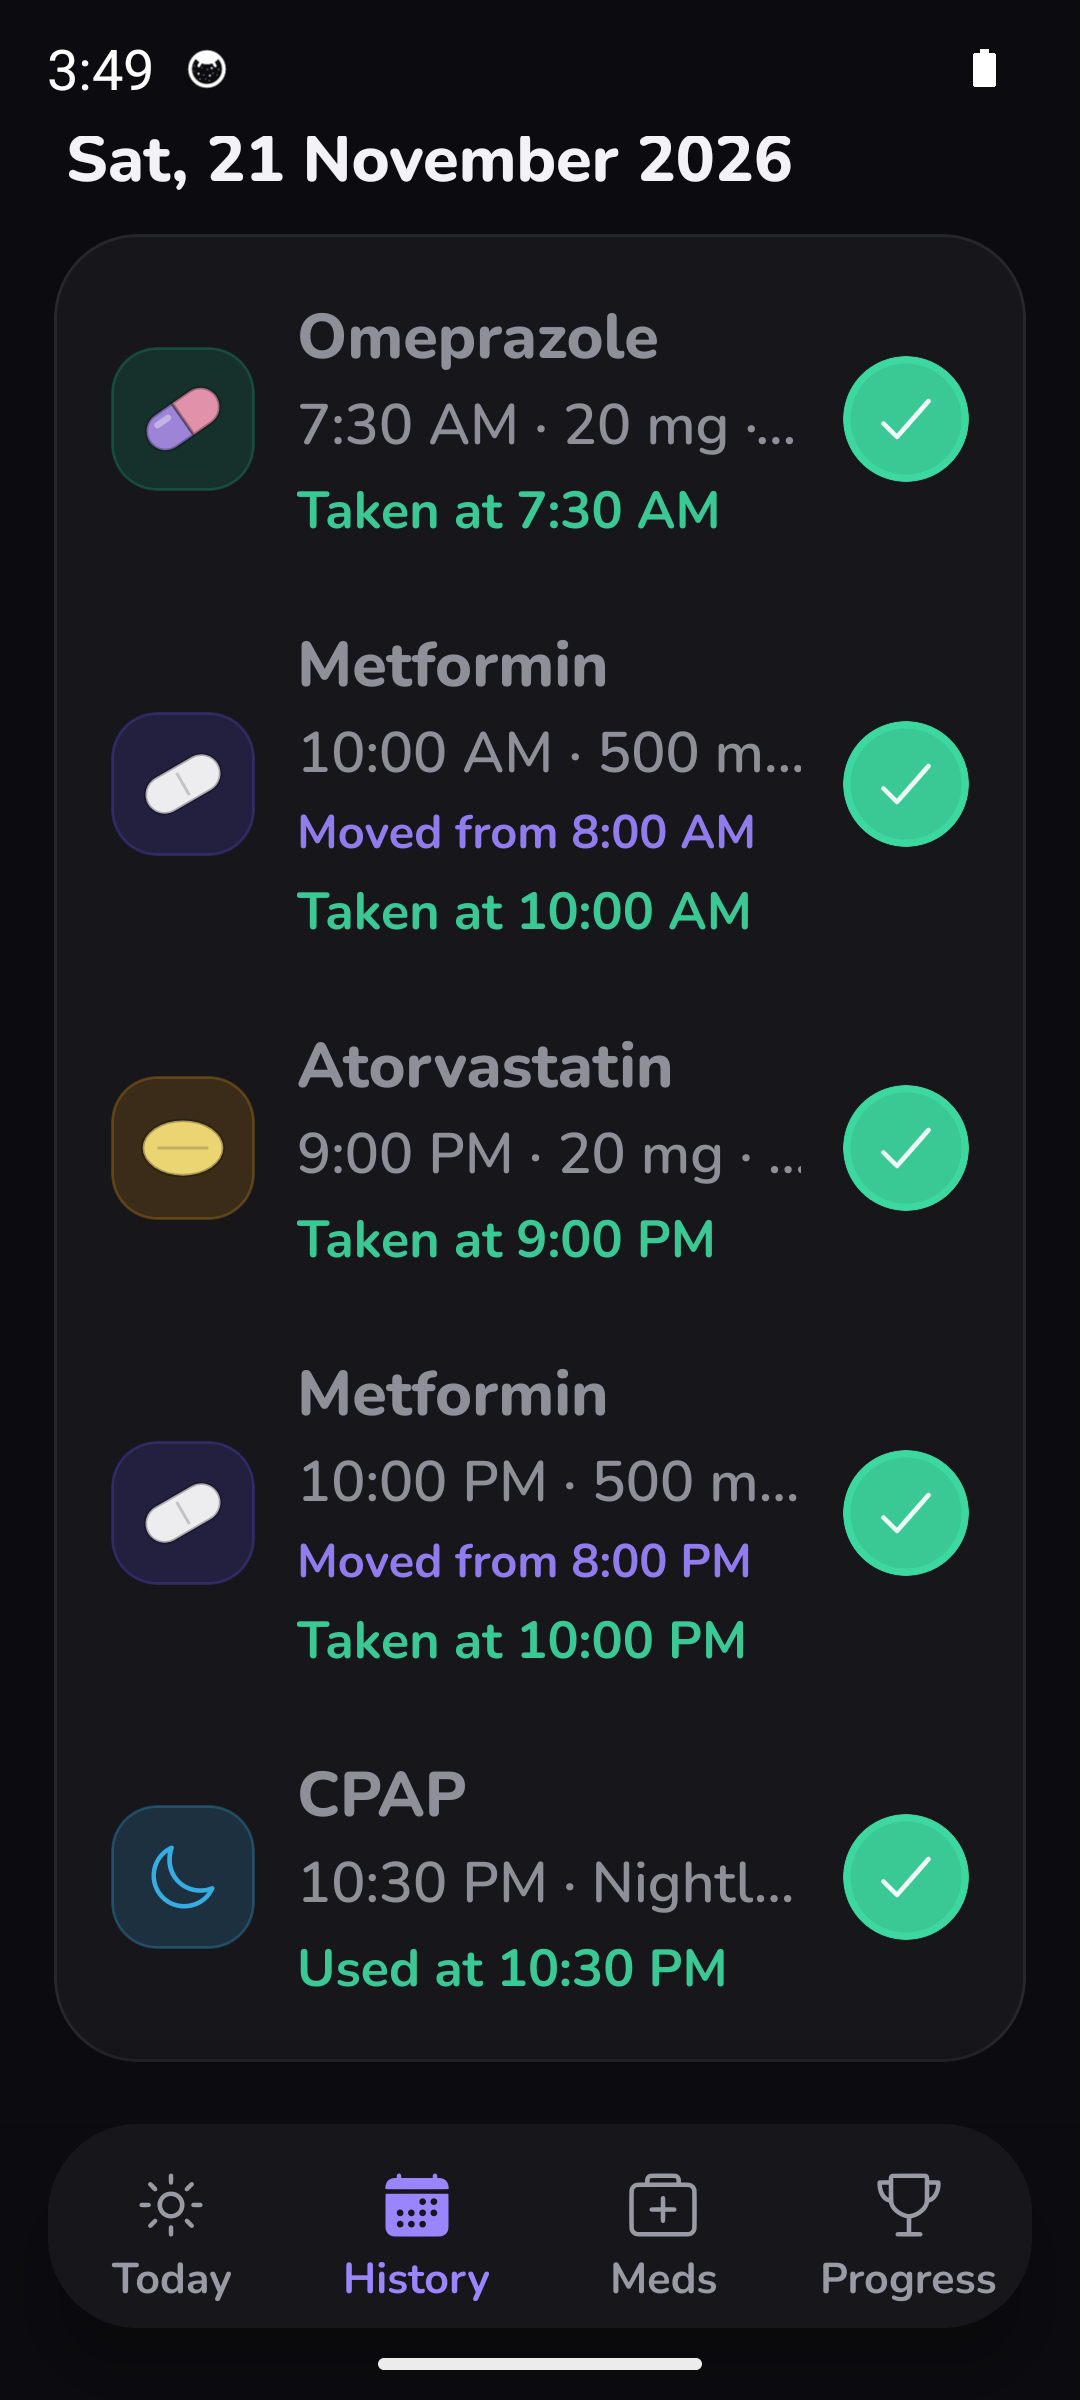 3:49
Sat, 21 November 2026
Omeprazole
7:30 AM · 20 mg ·...
Taken at 7:30 AM
Metformin
10:00 AM · 500 m...
Moved from 8:00 AM
Taken at 10:00 AM
Atorvastatin
9:00 PM · 20 mg · ...
Taken at 9:00 PM
Metformin
10:00 PM · 500 m...
Moved from 8:00 PM
Taken at 10:00 PM
CPAP
10:30 PM · Nightl...
Used at 10:30 PM
Today
History
Meds
Progress